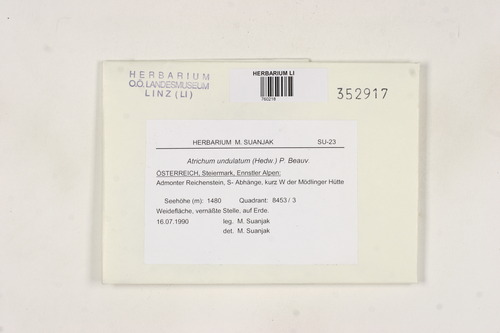 HERBARIUM
O.Ö. LANDESMUSEUM
LINZ (LI)
HERBARIUM LI
760216
352917
HERBARIUM M. SUANJAK SU-23
Atrichum undulatum (Hedw.) P. Beauv.
ÖSTERREICH, Steiermark, Ennstler Alpen:
Admonter Reichenstein, S- Abhänge, kurz W der Mödlinger Hütte
Seehöhe (m): 1480 Quadrant: 8453 / 3
Weidefläche, vernäßte Stelle, auf Erde.
16.07.1990 leg. M. Suanjak
det. M. Suanjak